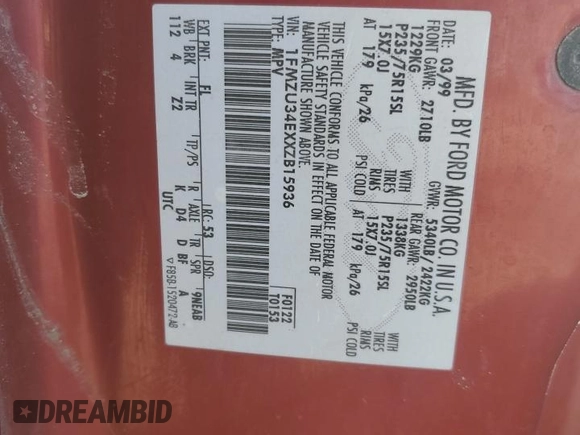 MFD. BY FORD MOTOR CO. IN U.S.A.
03/99 GVWR: 5340LB/2422KG
FRONT GAWR: 2710LB REAR GAWR: 2950LB
1229KG WITH 1338KG WITH
P235/75R15SL TIRES P235/75R15SL TIRES
15X7.0J RIMS 15X7.0J RIMS
AT 179 kPa/26 PSI COLD AT 179 kPa/26 PSI COLD
THIS VEHICLE CONFORMS TO ALL APPLICABLE FEDERAL MOTOR
VEHICLE SAFETY STANDARDS IN EFFECT ON THE DATE OF
MANUFACTURE SHOWN ABOVE.
VIN: 1FMZU34EXXZB15936 F0122
TYPE: MPV T0153
EXT PNT: FL RC: 53 DSO:
WB BRK INT TR TP/PS R AXLE TR SPR 9NEAB
112 4 Z2 K D4 D BF A
UTC ▽F85B-1520472-AB
DREAMBID